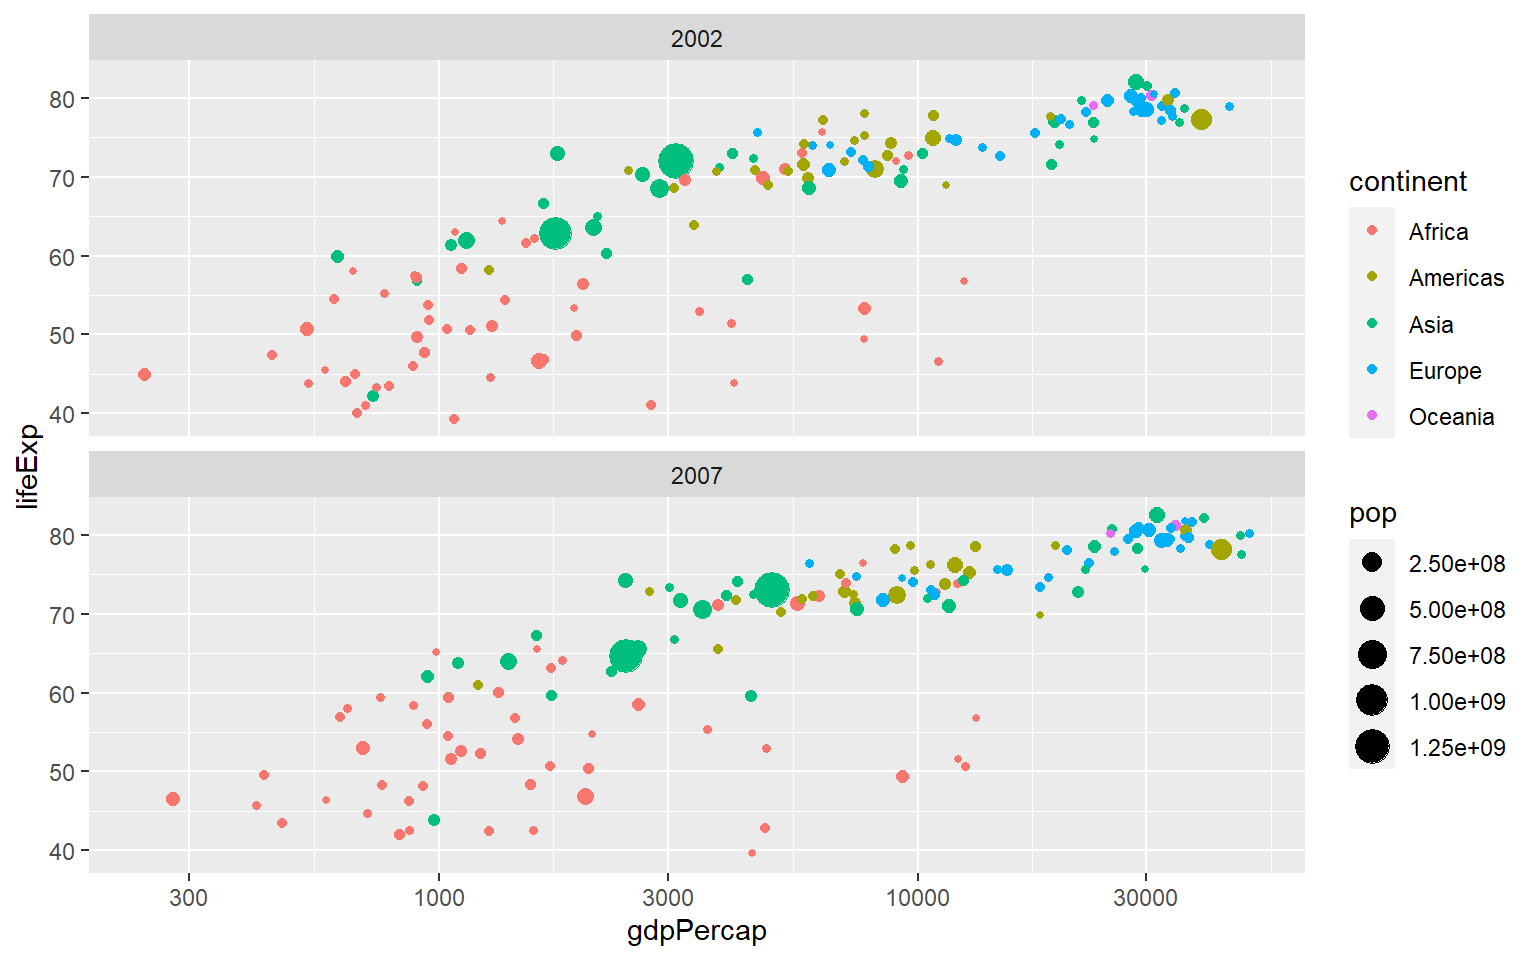 2002
80
70
60
50
40
2007
80
70
60
50
40
300 1000 3000 10000 30000
gdpPercap
lifeExp
continent
Africa
Americas
Asia
Europe
Oceania
pop
2.50e+08
5.00e+08
7.50e+08
1.00e+09
1.25e+09